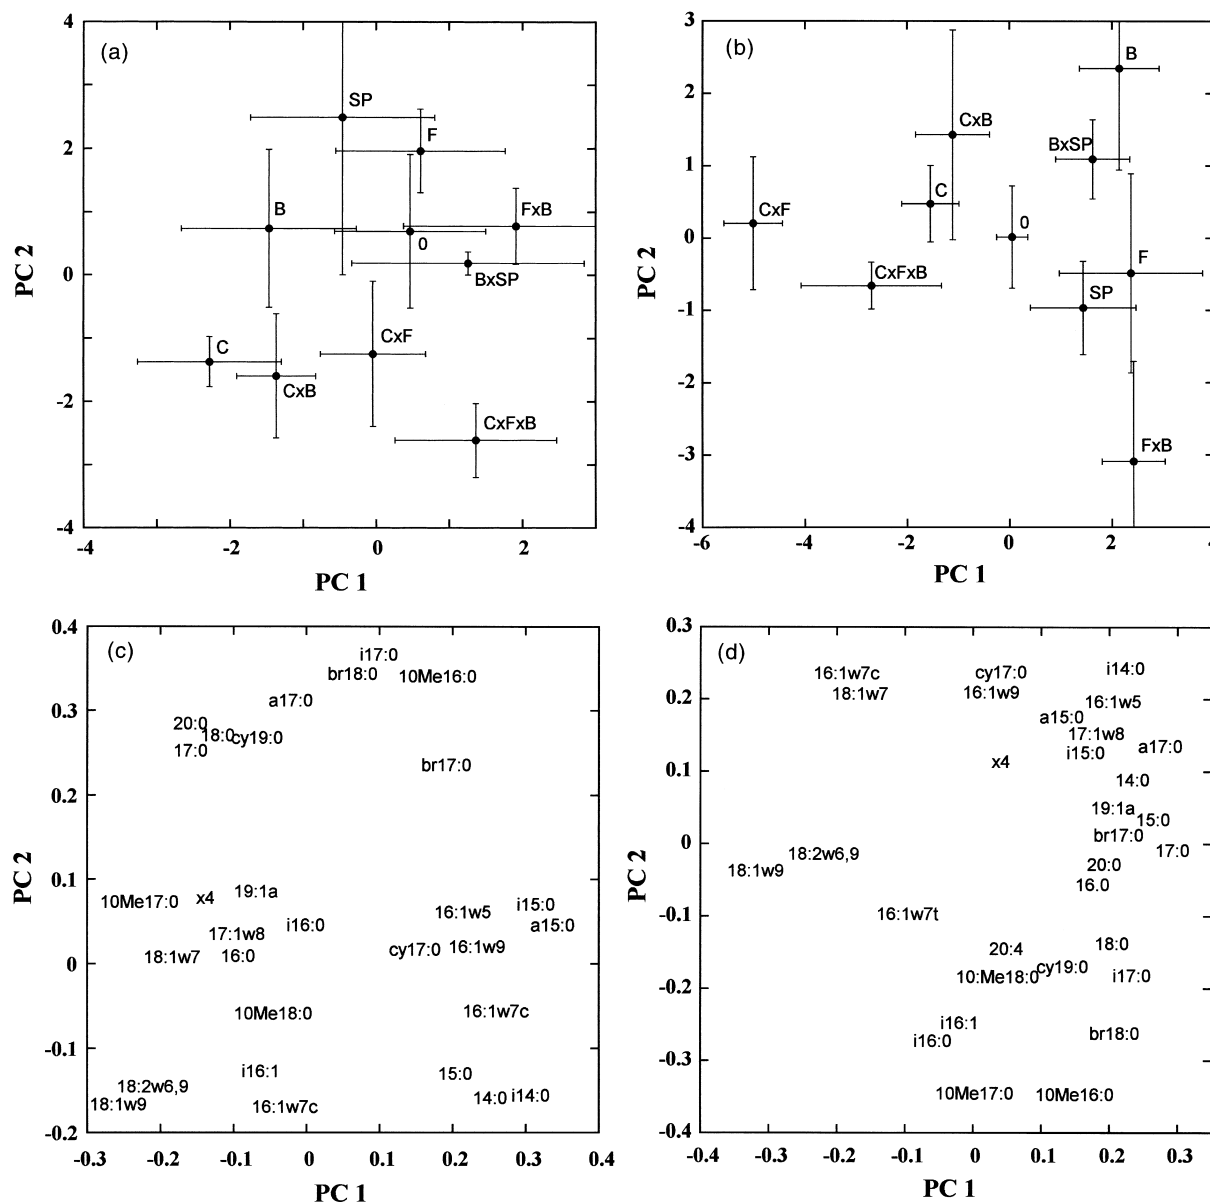 (a)
4
2
0
-2
-4
-4
-2
0
2
PC 2
PC 1
SP
F
B
FxB
0
BxSP
CxF
C
CxB
CxFxB
(b)
3
2
1
0
-1
-2
-3
-4
-6
-4
-2
0
2
4
PC 2
PC 1
B
CxB
BxSP
C
CxF
0
CxFxB
F
SP
FxB
(c)
0.4
0.3
0.2
0.1
0
-0.1
-0.2
-0.3
-0.2
-0.1
0
0.1
0.2
0.3
0.4
PC 2
PC 1
i17:0
br18:0
10Me16:0
a17:0
20:0
18:0
cy19:0
17:0
br17:0
10Me17:0
x4
19:1a
i16:0
16:1w5
i15:0
a15:0
17:1w8
18:1w7
16:0
cy17:0
16:1w9
10Me18:0
16:1w7c
i16:1
15:0
18:2w6,9
18:1w9
16:1w7c
14:0
i14:0
(d)
0.3
0.2
0.1
0
-0.1
-0.2
-0.3
-0.4
-0.4
-0.3
-0.2
-0.1
0
0.1
0.2
0.3
PC 2
PC 1
16:1w7c
18:1w7
cy17:0
16:1w9
i14:0
16:1w5
a15:0
17:1w8
i15:0
a17:0
x4
14:0
19:1a
15:0
br17:0
17:0
18:2w6,9
18:1w9
20:0
16.0
16:1w7t
20:4
18:0
10:Me18:0
cy19:0
i17:0
i16:1
i16:0
br18:0
10Me17:0
10Me16:0